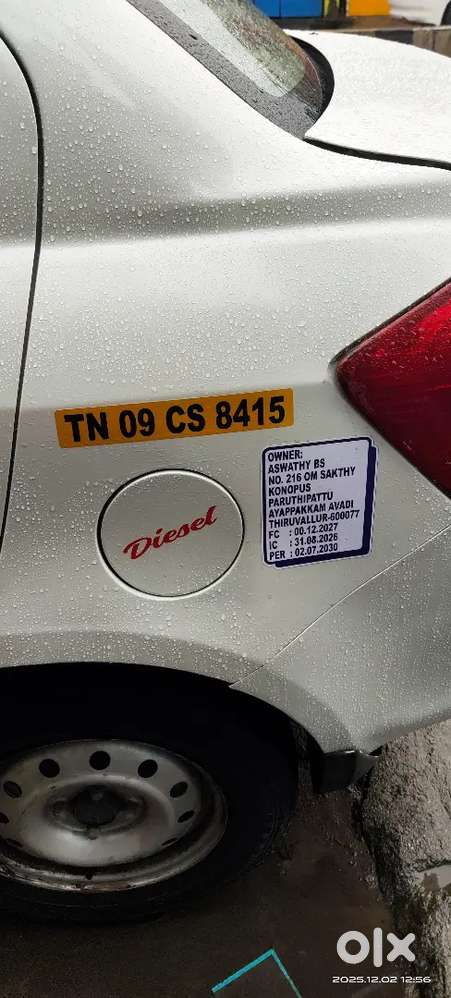 TN 09 CS 8415
OWNER:
ASWATHY BS
NO. 216 OM SAKTHY
KONOPUS
PARUTHIPATTU
AYAPPAKKAM AVADI
THIRUVALLUR-600077
FC : 00.12.2027
IC : 31.08.2026
PER : 02.07.2030
Diesel
olx
2025.12.02 12:56